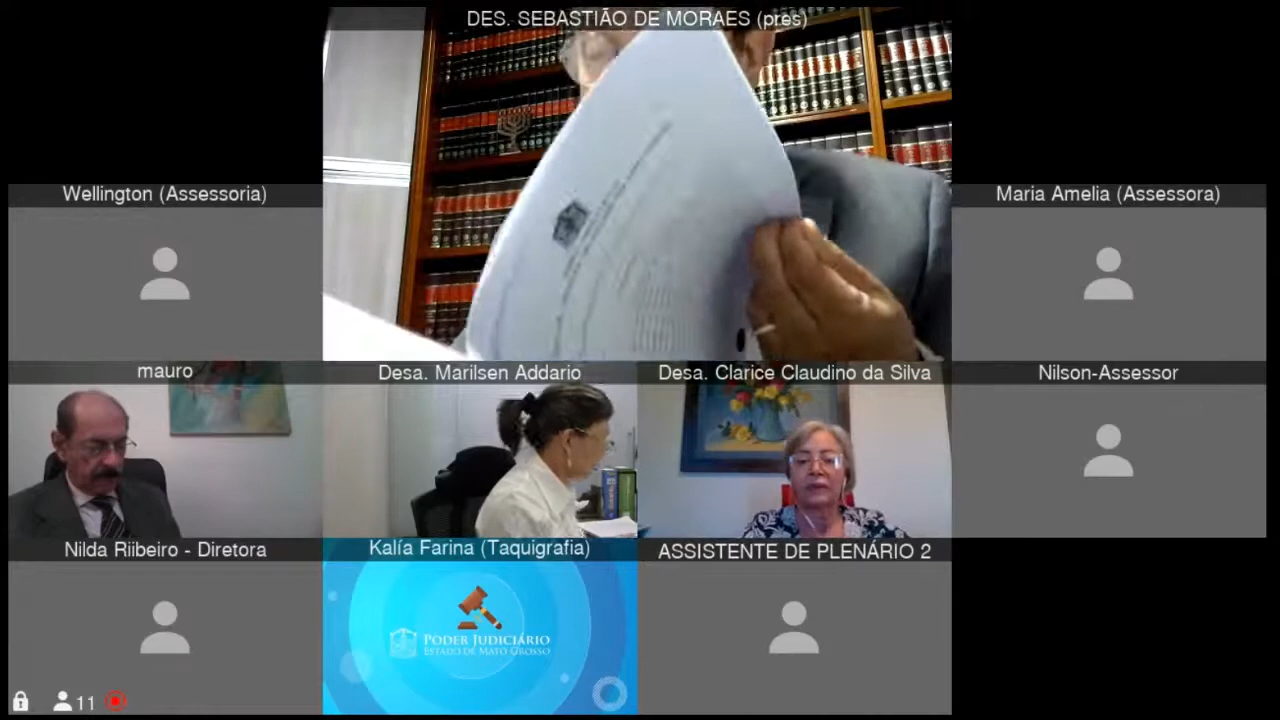 DES. SEBASTIÃO DE MORAES (pres)
Wellington (Assessoria)
Maria Amelia (Assessora)
mauro
Desa. Marilsen Addario
Desa. Clarice Claudino da Silva
Nilson-Assessor
Nilda Riibeiro - Diretora
Kalía Farina (Taquigrafia)
ASSISTENTE DE PLENÁRIO 2
PODER JUDICIÁRIO
ESTADO DE MATO GROSSO
11